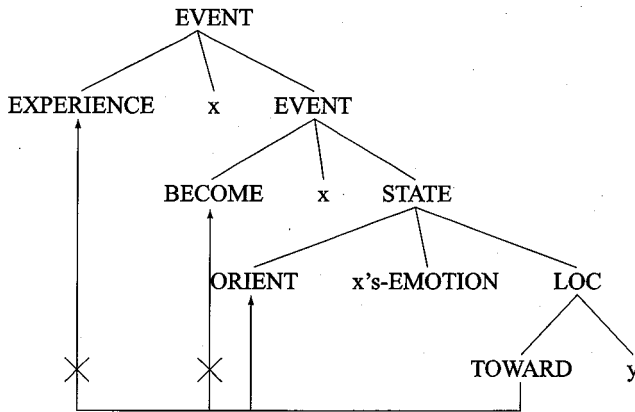 EVENT
EXPERIENCE x EVENT
BECOME x STATE
ORIENT x's-EMOTION LOC
TOWARD y